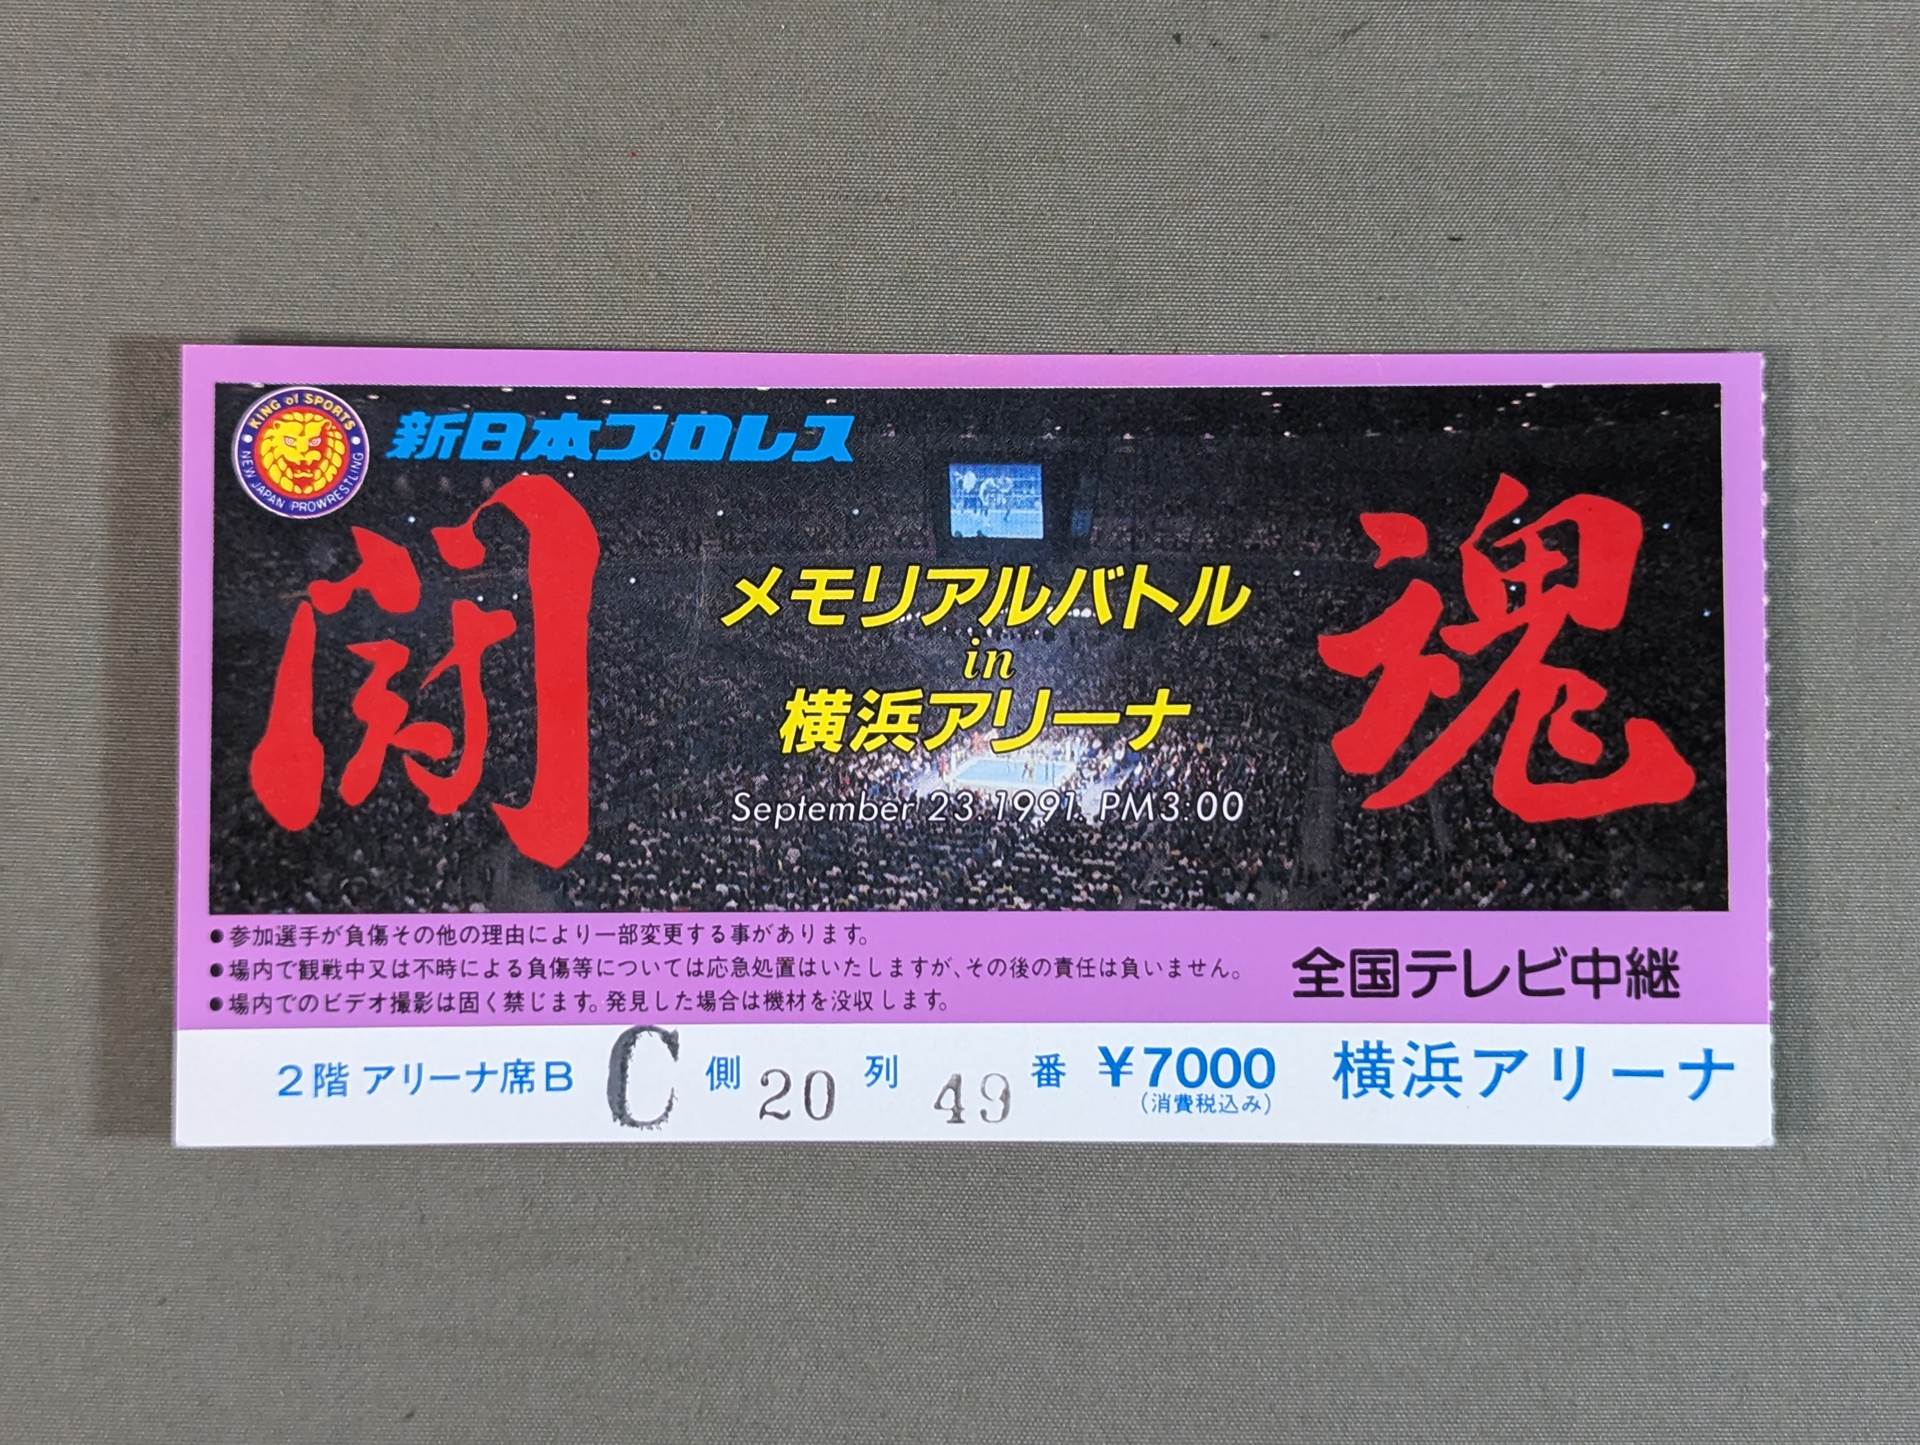 KING of SPORTS
NEW JAPAN PROWRESTLING
新日本プロレス
闘魂
メモリアルバトル
in
横浜アリーナ
September 23.1991. PM3:00
●参加選手が負傷その他の理由により一部変更する事があります。
●場内で観戦中又は不時による負傷等については応急処置はいたしますが、その後の責任は負いません。
●場内でのビデオ撮影は固く禁じます。発見した場合は機材を没収します。
全国テレビ中継
2階 アリーナ席B C 側 20 列 49 番 ¥7000 横浜アリーナ
(消費税込み)